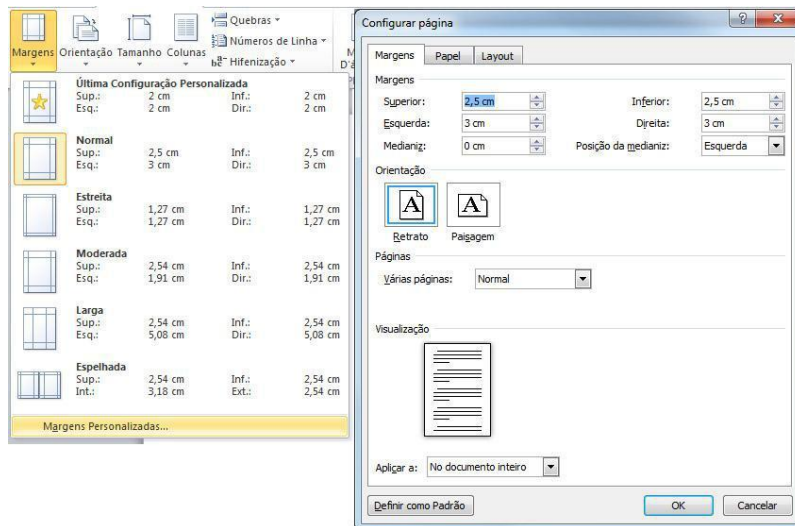 Margens
Orientação
Tamanho
Colunas
Quebras
Números de Linha
Hifenização
M
D'á
Última Configuração Personalizada
Sup.: 2 cm Inf.: 2 cm
Esq.: 2 cm Dir.: 2 cm
Normal
Sup.: 2,5 cm Inf.: 2,5 cm
Esq.: 3 cm Dir.: 3 cm
Estreita
Sup.: 1,27 cm Inf.: 1,27 cm
Esq.: 1,27 cm Dir.: 1,27 cm
Moderada
Sup.: 2,54 cm Inf.: 2,54 cm
Esq.: 1,91 cm Dir.: 1,91 cm
Larga
Sup.: 2,54 cm Inf.: 2,54 cm
Esq.: 5,08 cm Dir.: 5,08 cm
Espelhada
Sup.: 2,54 cm Inf.: 2,54 cm
Int.: 3,18 cm Ext.: 2,54 cm
Margens Personalizadas...
Configurar página
Margens Papel Layout
Margens
Superior: 2,5 cm Inferior: 2,5 cm
Esquerda: 3 cm Direita: 3 cm
Medianiz: 0 cm Posição da medianiz: Esquerda
Orientação
A A
Retrato Paisagem
Páginas
Várias páginas: Normal
Visualização
Aplicar a: No documento inteiro
Definir como Padrão OK Cancelar